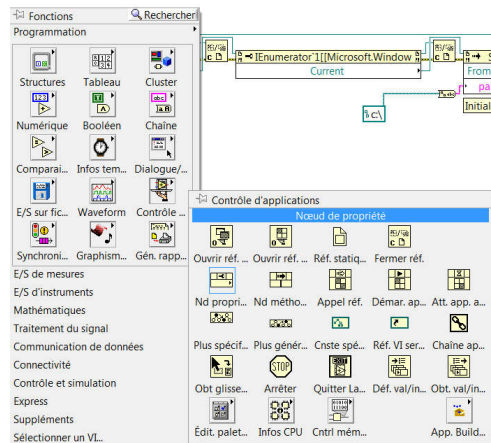 Fonctions Rechercher
Programmation
Structures Tableau Cluster
Numérique Booléen Chaîne
Comparai... Infos tem... Dialogue/...
E/S sur fic... Waveform Contrôle ...
Synchroni... Graphism... Gén. rapp...
E/S de mesures
E/S d'instruments
Mathématiques
Traitement du signal
Communication de données
Connectivité
Contrôle et simulation
Express
Suppléments
Sélectionner un VI...
IEnumerator`1[[Microsoft.Window
Current
From
pa
Initial
c:\
Contrôle d'applications
Nœud de propriété
Ouvrir réf. ... Ouvrir réf. ... Réf. statiq... Fermer réf.
Nd propri... Nd métho... Appel réf. Démar. ap... Att. app. a...
Plus spécif... Plus génér... Cnste spé... Réf. VI ser... Chaîne ap...
STOP
Obt glisse... Arrêter Quitter La... Déf. val/in... Obt. val/in...
Édit. palet... Infos CPU Cntrl mém... App. Build...